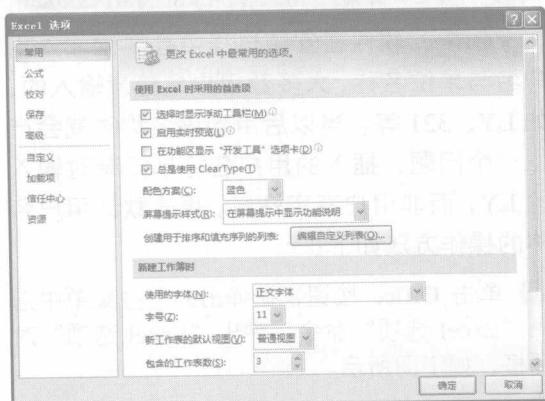 Excel 选项
常用
公式
校对
保存
高级
自定义
加载项
信任中心
资源
更改 Excel 中最常用的选项。
使用 Excel 时采用的首选项
选择时显示浮动工具栏(M)
启用实时预览(L)
在功能区显示“开发工具”选项卡(D)
总是使用 ClearType(T)
配色方案(C): 蓝色
屏幕提示样式(R): 在屏幕提示中显示功能说明
创建用于排序和填充序列的列表: 编辑自定义列表(O)...
新建工作簿时
使用的字体(N): 正文字体
字号(Z): 11
新工作表的默认视图(V): 普通视图
包含的工作表数(S): 3
确定 取消